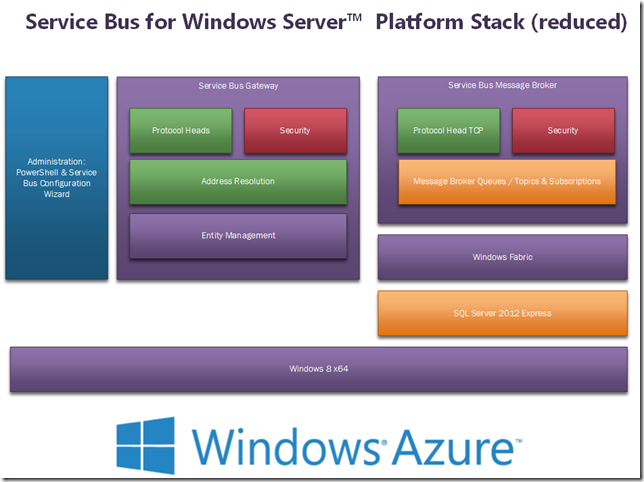 Service Bus for Windows Server™ Platform Stack (reduced)
Administration:
PowerShell & Service
Bus Configuration
Wizard
Service Bus Gateway
Protocol Heads
Security
Address Resolution
Entity Management
Service Bus Message Broker
Protocol Head TCP
Security
Message Broker Queues / Topics & Subscriptions
Windows Fabric
SQL Server 2012 Express
Windows 8 x64
Windows® Azure™